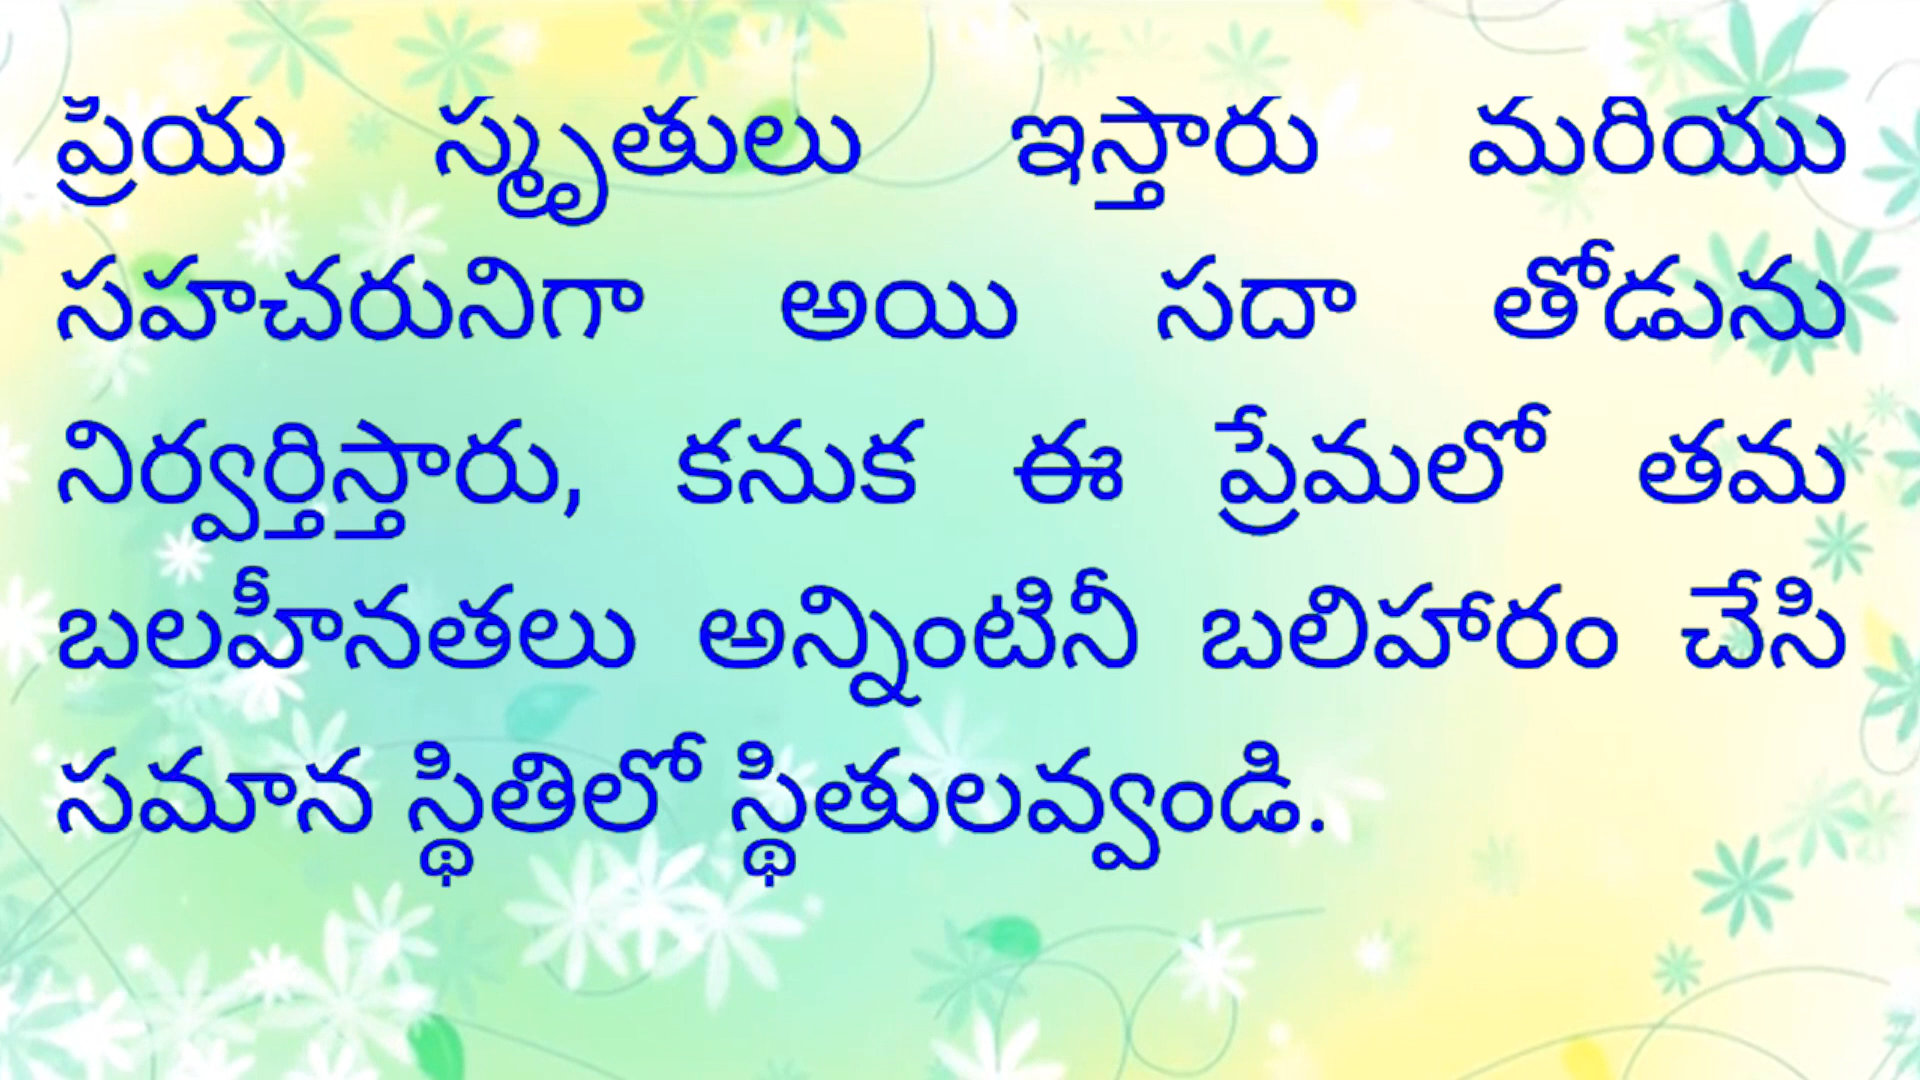 ప్రియ స్మృతులు ఇస్తారు మరియు
సహచరునిగా అయి సదా తోడును
నిర్వర్తిస్తారు, కనుక ఈ ప్రేమలో తమ
బలహీనతలు అన్నింటినీ బలిహారం చేసి
సమాన స్థితిలో స్థితులవ్వండి.